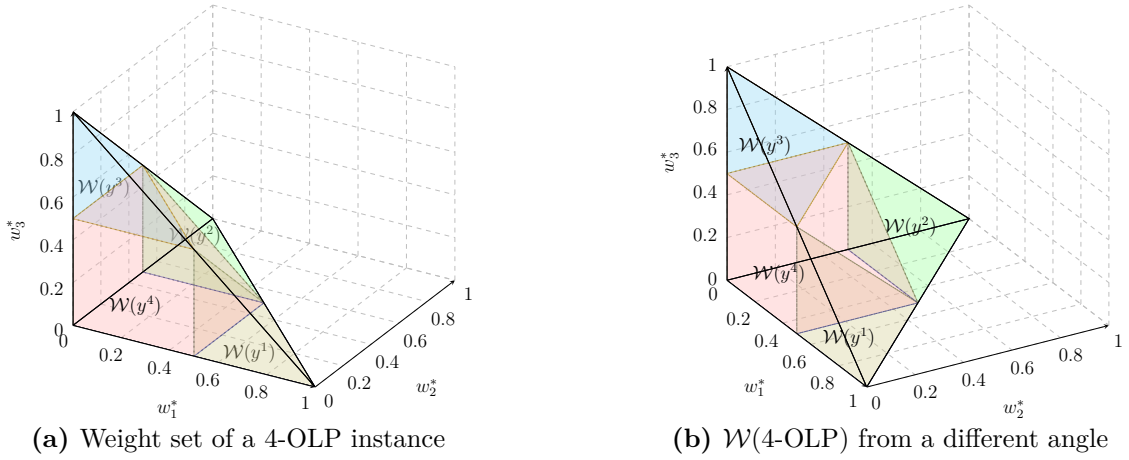 1
0.8
0.6
0.4
0.2
0
w₃*
0
0.2
0.4
0.6
0.8
1
w₁*
0
0.2
0.4
0.6
0.8
1
w₂*
𝒲(y³)
𝒲(y²)
𝒲(y⁴)
𝒲(y¹)
(a) Weight set of a 4-OLP instance
1
0.8
0.6
0.4
0.2
0
w₃*
0
0.2
0.4
0.6
0.8
1
w₁*
0
0.2
0.4
0.6
0.8
1
w₂*
𝒲(y³)
𝒲(y²)
𝒲(y⁴)
𝒲(y¹)
(b) 𝒲(4-OLP) from a different angle